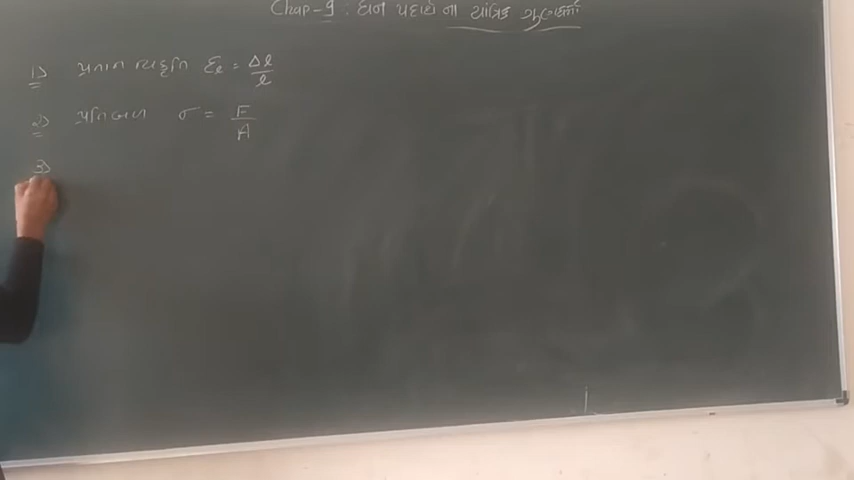 Chap-9 : ઘન પદાર્થ ના યાંત્રિક ગુણધર્મો
1) પ્રતાન વિકૃતિ εℓ = Δℓ/ℓ
2) પ્રતિબળ σ = F/A
3)